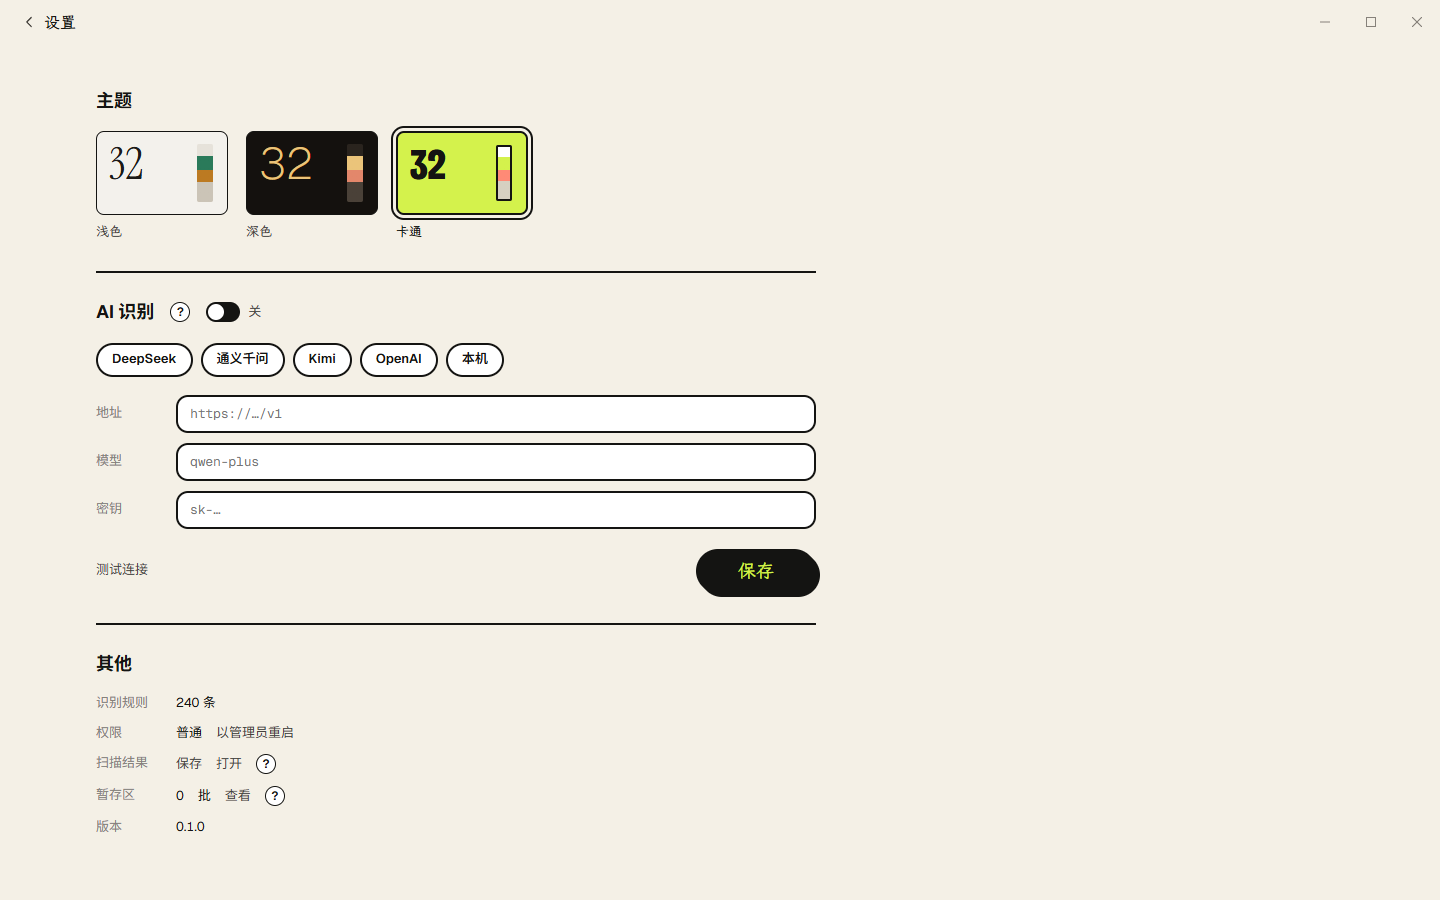 设置
主题
32 32 32
浅色 深色 卡通
AI 识别 ? 关
DeepSeek 通义千问 Kimi OpenAI 本机
地址 https://…/v1
模型 qwen-plus
密钥 sk-…
测试连接 保存
其他
识别规则 240 条
权限 普通 以管理员重启
扫描结果 保存 打开 ?
暂存区 0 批 查看 ?
版本 0.1.0